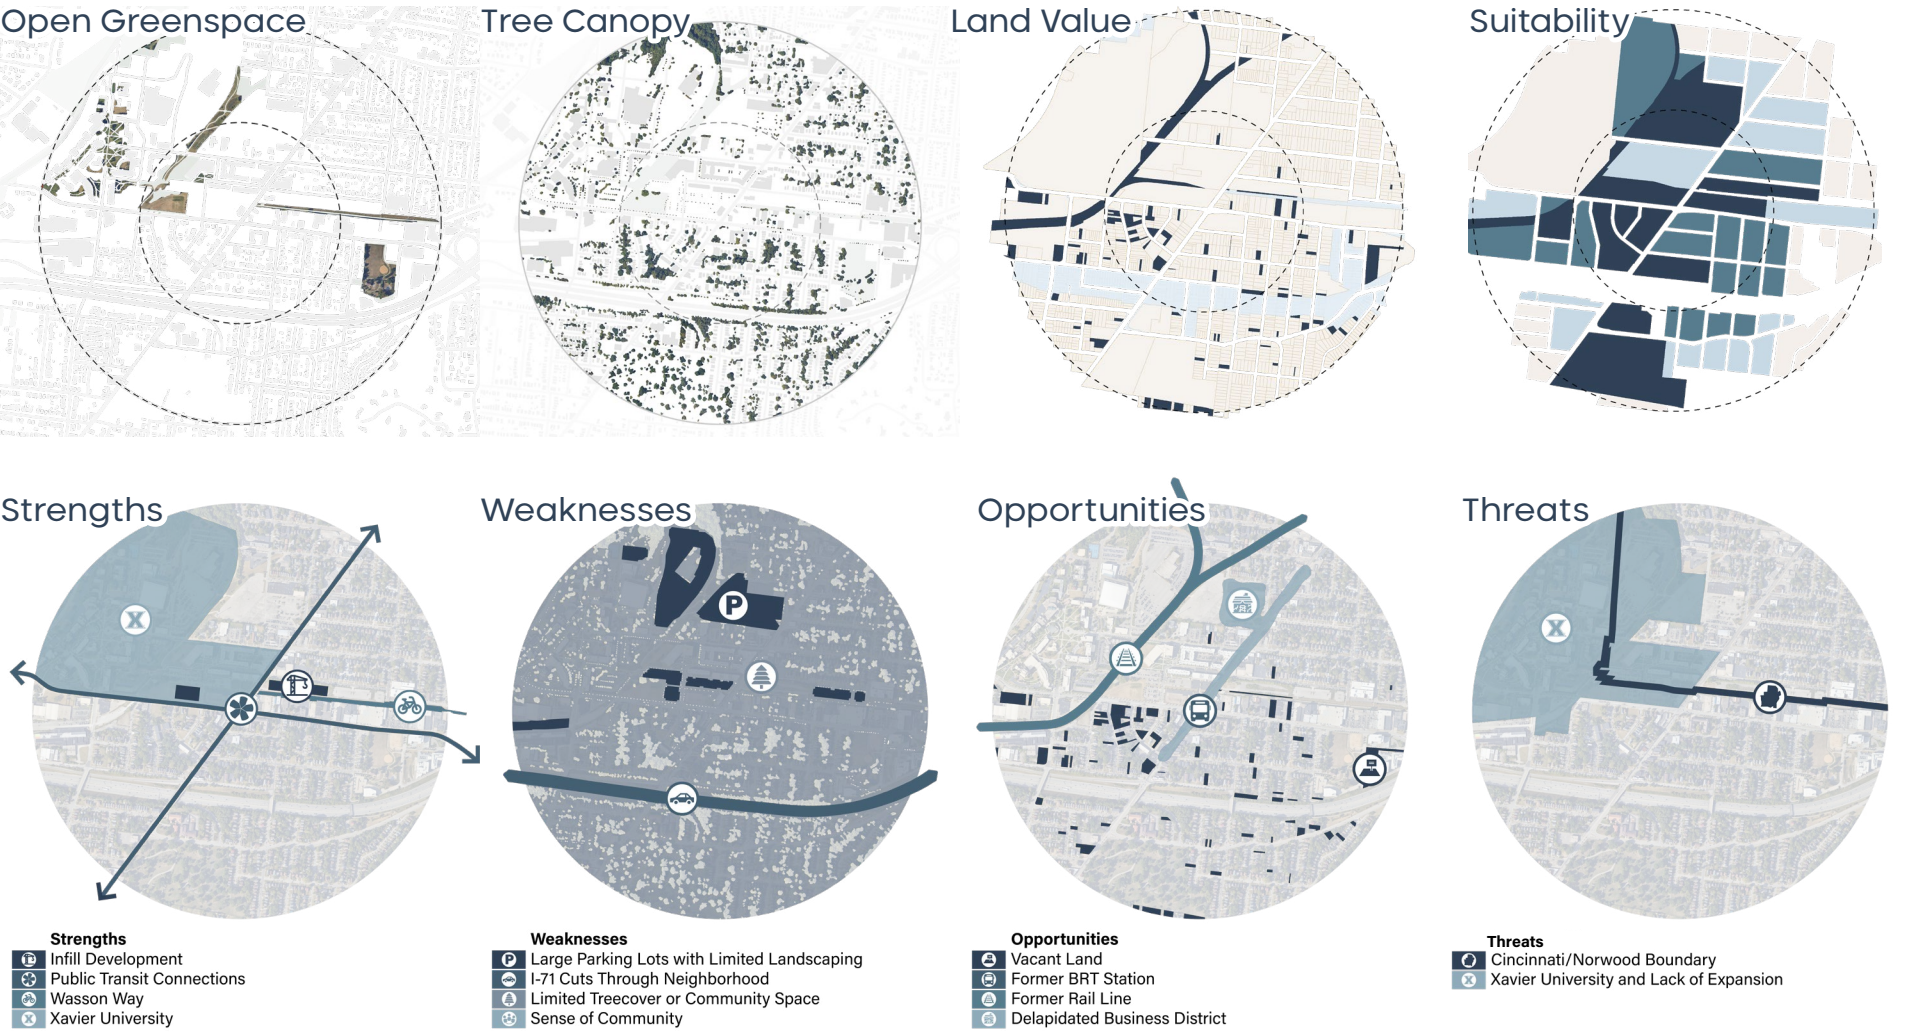 Open Greenspace
Tree Canopy
Land Value
Suitability
Strengths
Weaknesses
Opportunities
Threats
X
P
X
Strengths
Infill Development
Public Transit Connections
Wasson Way
X Xavier University
Weaknesses
P Large Parking Lots with Limited Landscaping
I-71 Cuts Through Neighborhood
Limited Treecover or Community Space
Sense of Community
Opportunities
Vacant Land
Former BRT Station
Former Rail Line
Delapidated Business District
Threats
Cincinnati/Norwood Boundary
X Xavier University and Lack of Expansion